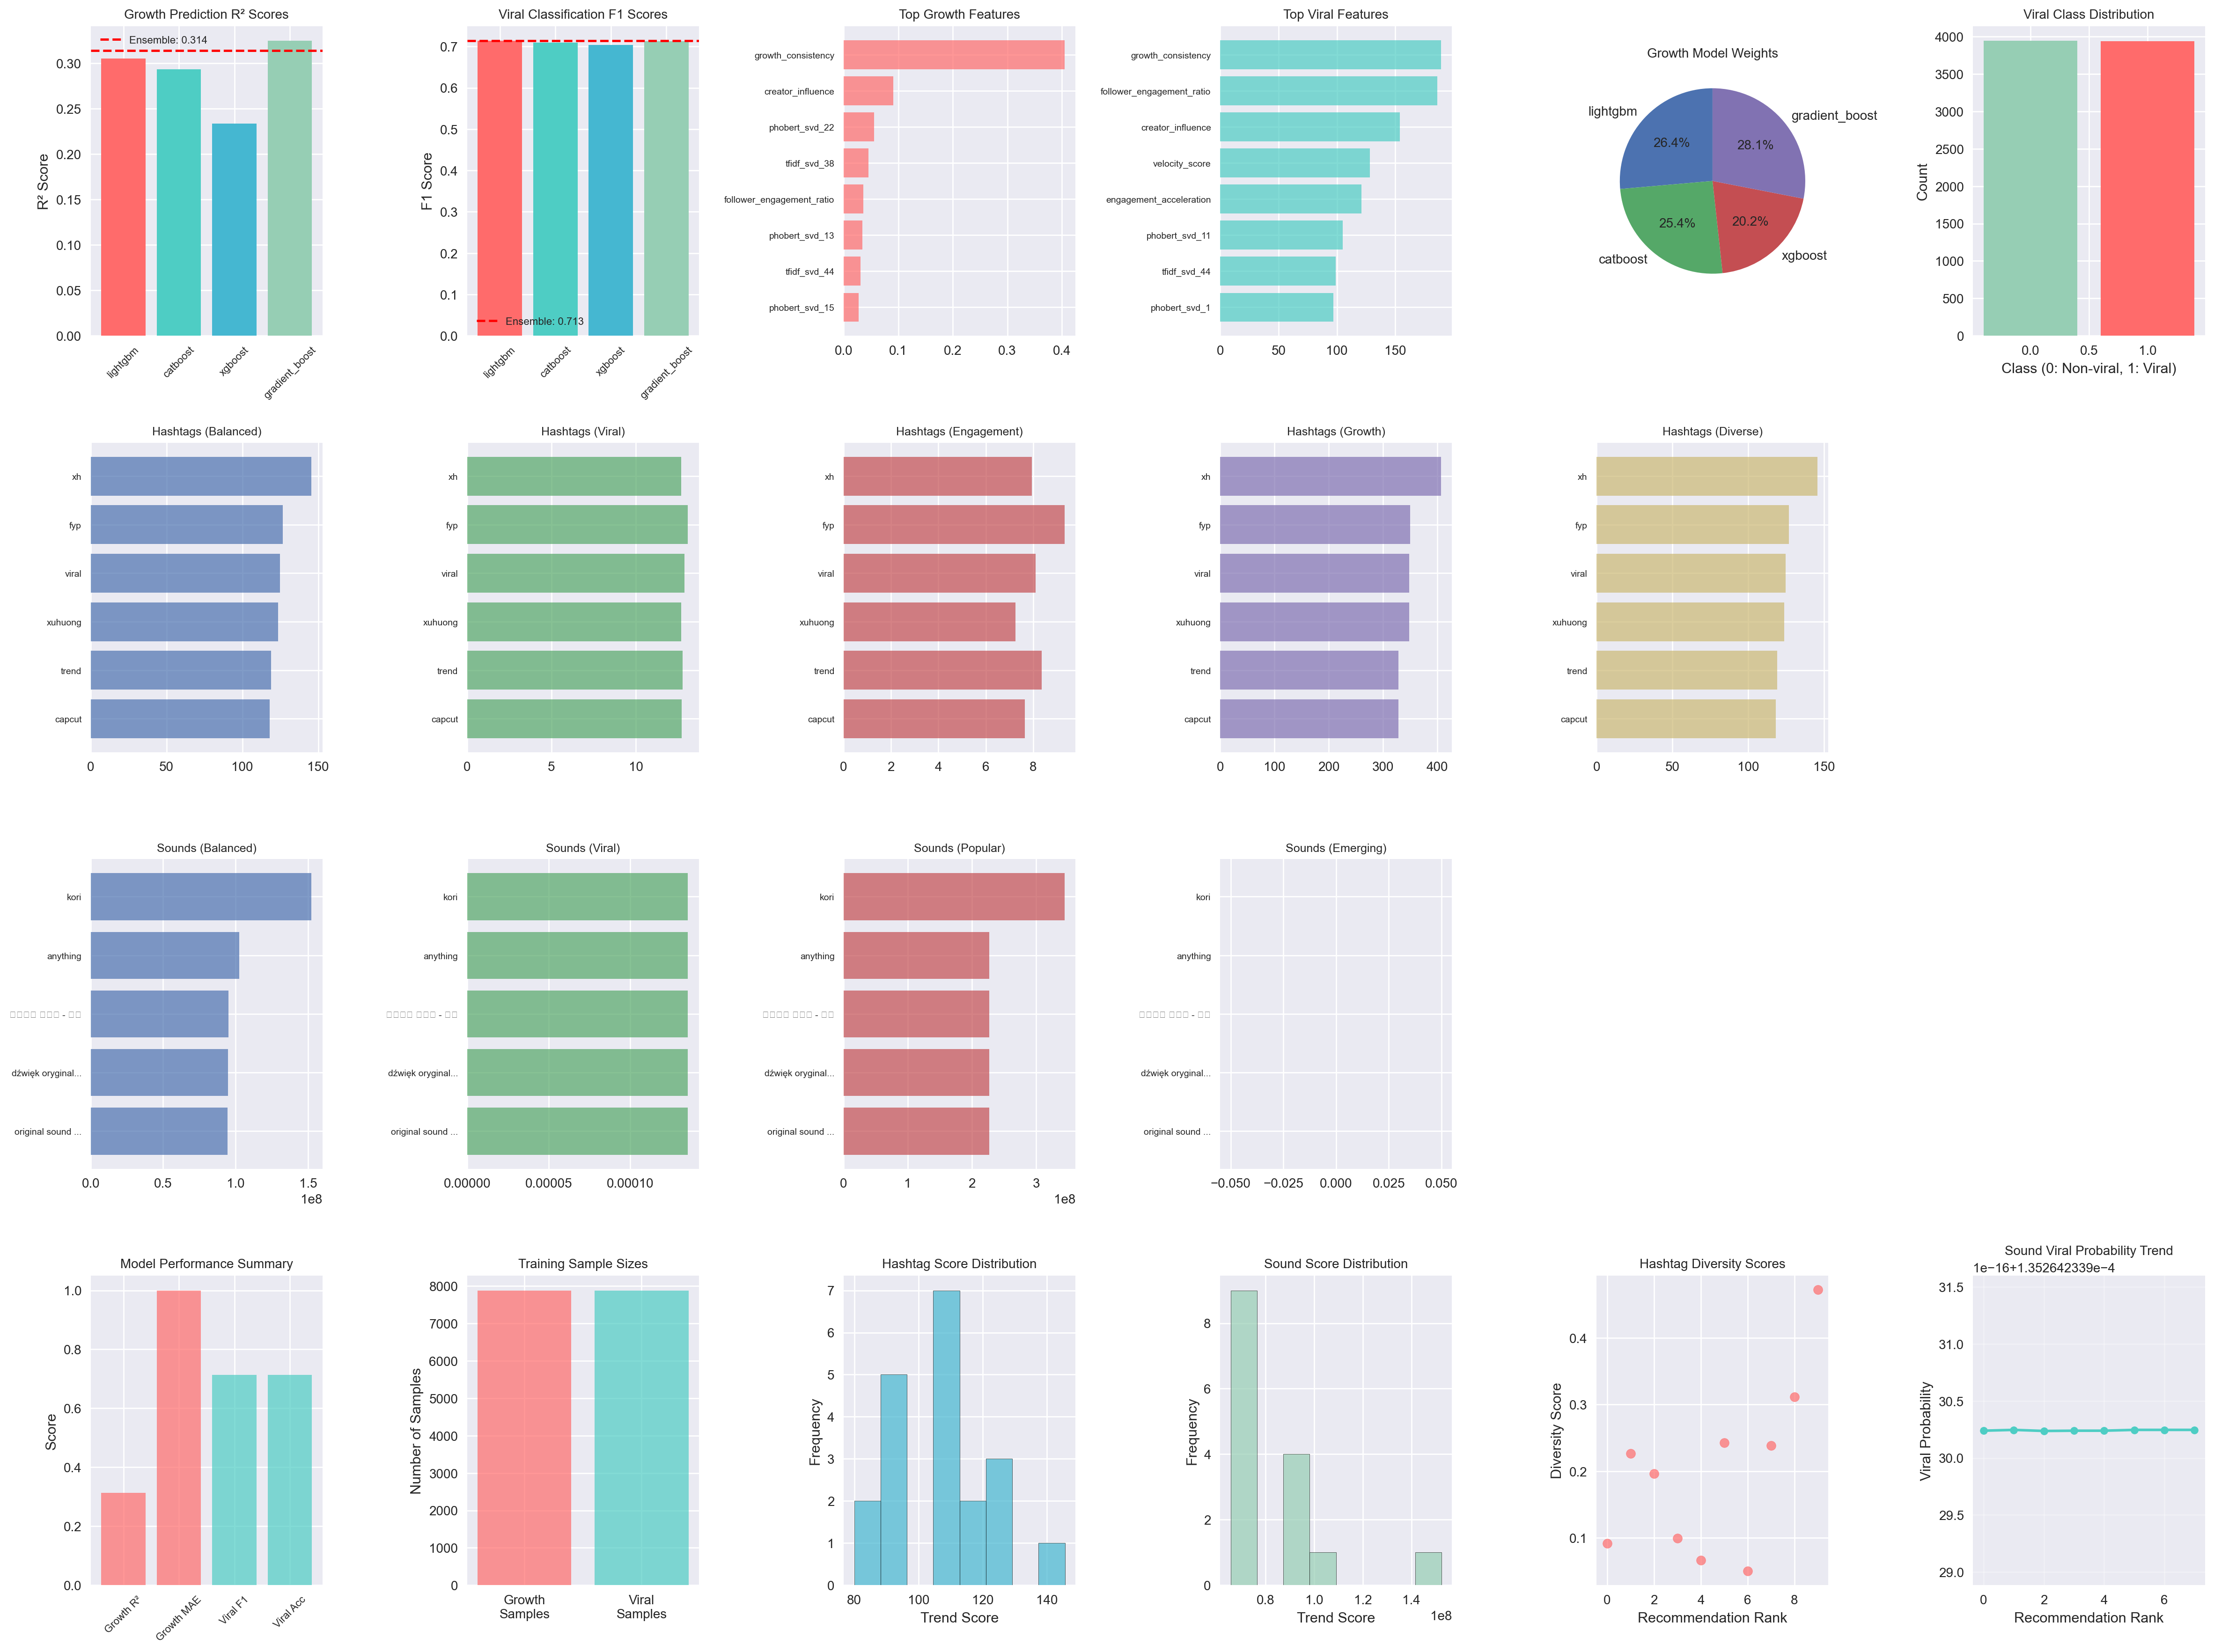 Growth Prediction R² Scores
Ensemble: 0.314
R² Score
0.30
0.25
0.20
0.15
0.10
0.05
0.00
lightgbm
catboost
xgboost
gradient_boost
Viral Classification F1 Scores
Ensemble: 0.713
F1 Score
0.7
0.6
0.5
0.4
0.3
0.2
0.1
0.0
lightgbm
catboost
xgboost
gradient_boost
Top Growth Features
growth_consistency
creator_influence
phobert_svd_22
tfidf_svd_38
follower_engagement_ratio
phobert_svd_13
tfidf_svd_44
phobert_svd_15
0.0 0.1 0.2 0.3 0.4
Top Viral Features
growth_consistency
follower_engagement_ratio
creator_influence
velocity_score
engagement_acceleration
phobert_svd_11
tfidf_svd_44
phobert_svd_1
0 50 100 150
Growth Model Weights
lightgbm
gradient_boost
26.4%
28.1%
25.4%
20.2%
catboost
xgboost
Viral Class Distribution
Count
4000
3500
3000
2500
2000
1500
1000
500
0
0.0 0.5 1.0
Class (0: Non-viral, 1: Viral)
Hashtags (Balanced)
xh
fyp
viral
xuhuong
trend
capcut
0 50 100 150
Hashtags (Viral)
xh
fyp
viral
xuhuong
trend
capcut
0 5 10
Hashtags (Engagement)
xh
fyp
viral
xuhuong
trend
capcut
0 2 4 6 8
Hashtags (Growth)
xh
fyp
viral
xuhuong
trend
capcut
0 100 200 300 400
Hashtags (Diverse)
xh
fyp
viral
xuhuong
trend
capcut
0 50 100 150
Sounds (Balanced)
kori
anything
□□□□ □□□ - □□
dźwięk oryginal...
original sound ...
0.0 0.5 1.0 1.5
1e8
Sounds (Viral)
kori
anything
□□□□ □□□ - □□
dźwięk oryginal...
original sound ...
0.00000 0.00005 0.00010
Sounds (Popular)
kori
anything
□□□□ □□□ - □□
dźwięk oryginal...
original sound ...
0 1 2 3
1e8
Sounds (Emerging)
kori
anything
□□□□ □□□ - □□
dźwięk oryginal...
original sound ...
−0.050 −0.025 0.000 0.025 0.050
Model Performance Summary
Score
1.0
0.8
0.6
0.4
0.2
0.0
Growth R²
Growth MAE
Viral F1
Viral Acc
Training Sample Sizes
Number of Samples
8000
7000
6000
5000
4000
3000
2000
1000
0
Growth
Samples
Viral
Samples
Hashtag Score Distribution
Frequency
7
6
5
4
3
2
1
0
80 100 120 140
Trend Score
Sound Score Distribution
Frequency
8
6
4
2
0
0.8 1.0 1.2 1.4
1e8
Trend Score
Hashtag Diversity Scores
Diversity Score
0.4
0.3
0.2
0.1
0 2 4 6 8
Recommendation Rank
Sound Viral Probability Trend
1e−16+1.352642339e−4
Viral Probability
31.5
31.0
30.5
30.0
29.5
29.0
0 2 4 6
Recommendation Rank